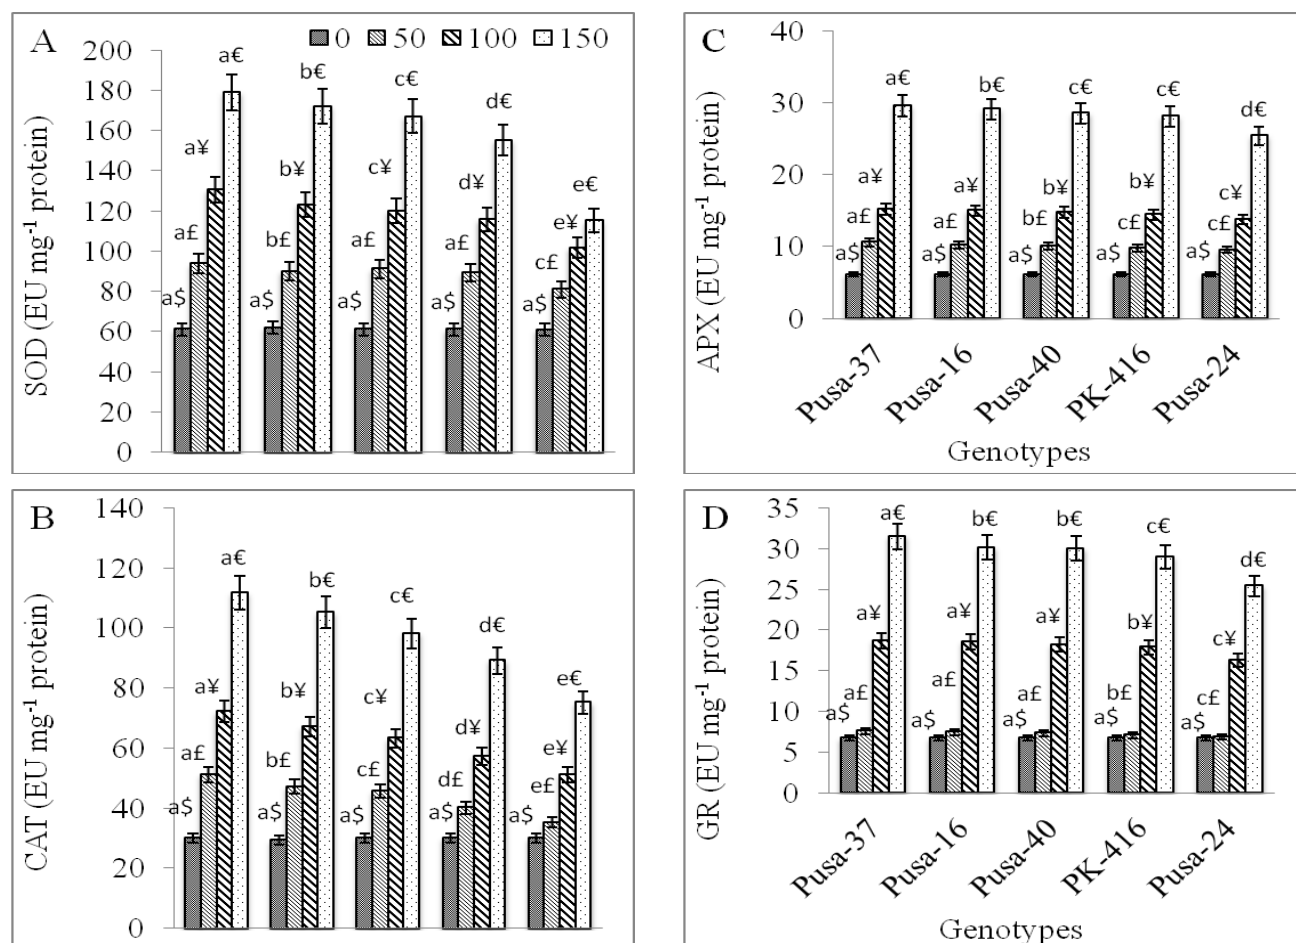 A
0 50 100 150
SOD (EU mg⁻¹ protein)
200
180
160
140
120
100
80
60
40
20
0
a$ a£ a¥ a€
a$ b£ b¥ b€
a$ a£ c¥ c€
a$ a£ d¥ d€
a$ c£ e¥ e€
C
APX (EU mg⁻¹ protein)
40
30
20
10
0
a$ a£ a¥ a€
a$ a£ a¥ b€
a$ b£ b¥ c€
a$ c£ b¥ c€
a$ c£ c¥ d€
Pusa-37
Pusa-16
Pusa-40
PK-416
Pusa-24
Genotypes
B
CAT (EU mg⁻¹ protein)
140
120
100
80
60
40
20
0
a$ a£ a¥ a€
a$ b£ b¥ b€
a$ c£ c¥ c€
a$ d£ d¥ d€
a$ e£ e¥ e€
D
GR (EU mg⁻¹ protein)
35
30
25
20
15
10
5
0
a$ a£ a¥ a€
a$ a£ a¥ b€
a$ a£ a¥ b€
a$ b£ b¥ c€
a$ c£ c¥ d€
Pusa-37
Pusa-16
Pusa-40
PK-416
Pusa-24
Genotypes